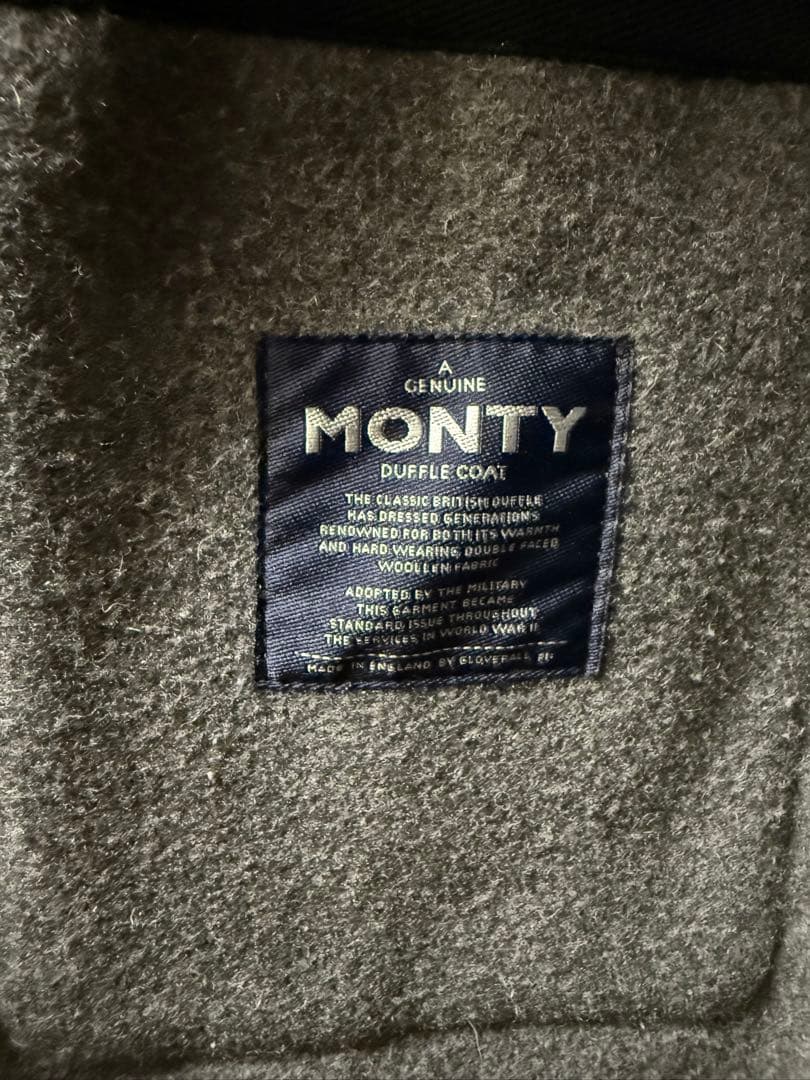 A
GENUINE
MONTY
DUFFLE COAT
THE CLASSIC BRITISH DUFFLE
HAS DRESSED GENERATIONS
RENOWNED FOR BOTH ITS WARMTH
AND HARD WEARING, DOUBLE FACED
WOOLLEN FABRIC
ADOPTED BY THE MILITARY
THIS GARMENT BECAME
STANDARD ISSUE THROUGHOUT
THE SERVICES IN WORLD WAR II
MADE IN ENGLAND BY GLOVERALL